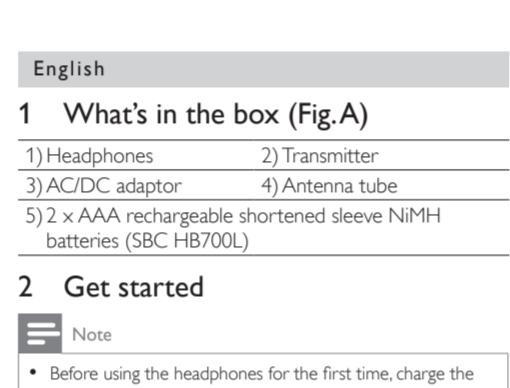 English
1 What's in the box (Fig.A)
1) Headphones 2) Transmitter
3) AC/DC adaptor 4) Antenna tube
5) 2 x AAA rechargeable shortened sleeve NiMH
batteries (SBC HB700L)
2 Get started
Note
• Before using the headphones for the first time, charge the